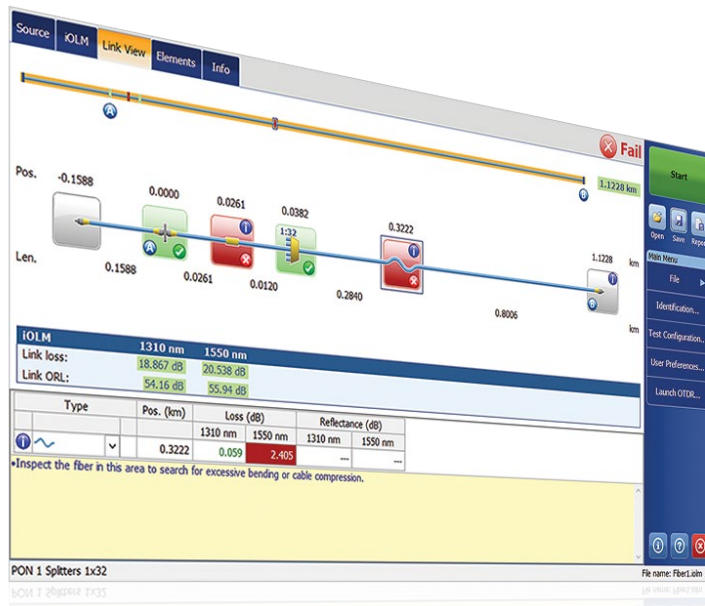 Source iOLM Link View Elements Info
Fail
1.1228 km
A
B
Pos. -0.1588 0.0000 0.0261 0.0382 0.3222 1.1228 km
1:32
A
B
Len. 0.1588 0.0261 0.0120 0.2840 0.8006 km
iOLM 1310 nm 1550 nm
Link loss: 18.867 dB 20.538 dB
Link ORL: 54.16 dB 55.94 dB
Type Pos. (km) Loss (dB) Reflectance (dB)
1310 nm 1550 nm 1310 nm 1550 nm
0.3222 0.059 2.405 --- ---
•Inspect the fiber in this area to search for excessive bending or cable compression.
PON 1 Splitters 1x32
File name: Fiber1.iolm
Start
Open Save Repor
Main Menu
File
Identification...
Test Configuration..
User Preferences...
Launch OTDR...